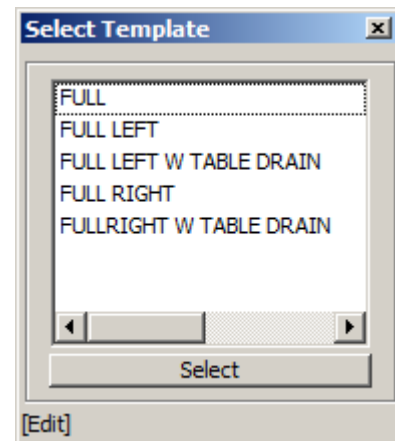 Select Template
FULL
FULL LEFT
FULL LEFT W TABLE DRAIN
FULL RIGHT
FULLRIGHT W TABLE DRAIN
Select
[Edit]